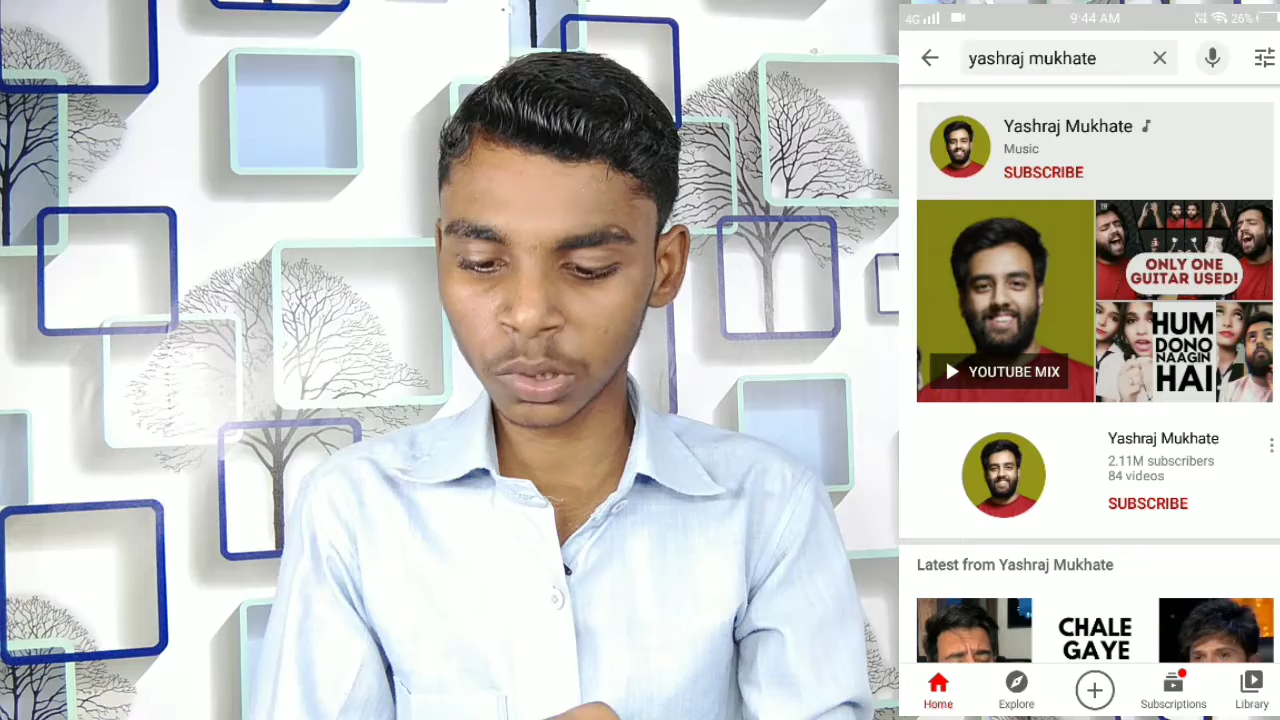 4G 9:44 AM 26%
yashraj mukhate
Yashraj Mukhate
Music
SUBSCRIBE
ONLY ONE
GUITAR USED!
HUM
DONO
NAAGIN
HAI
YOUTUBE MIX
Yashraj Mukhate
2.11M subscribers
84 videos
SUBSCRIBE
Latest from Yashraj Mukhate
CHALE
GAYE
Home Explore Subscriptions Library